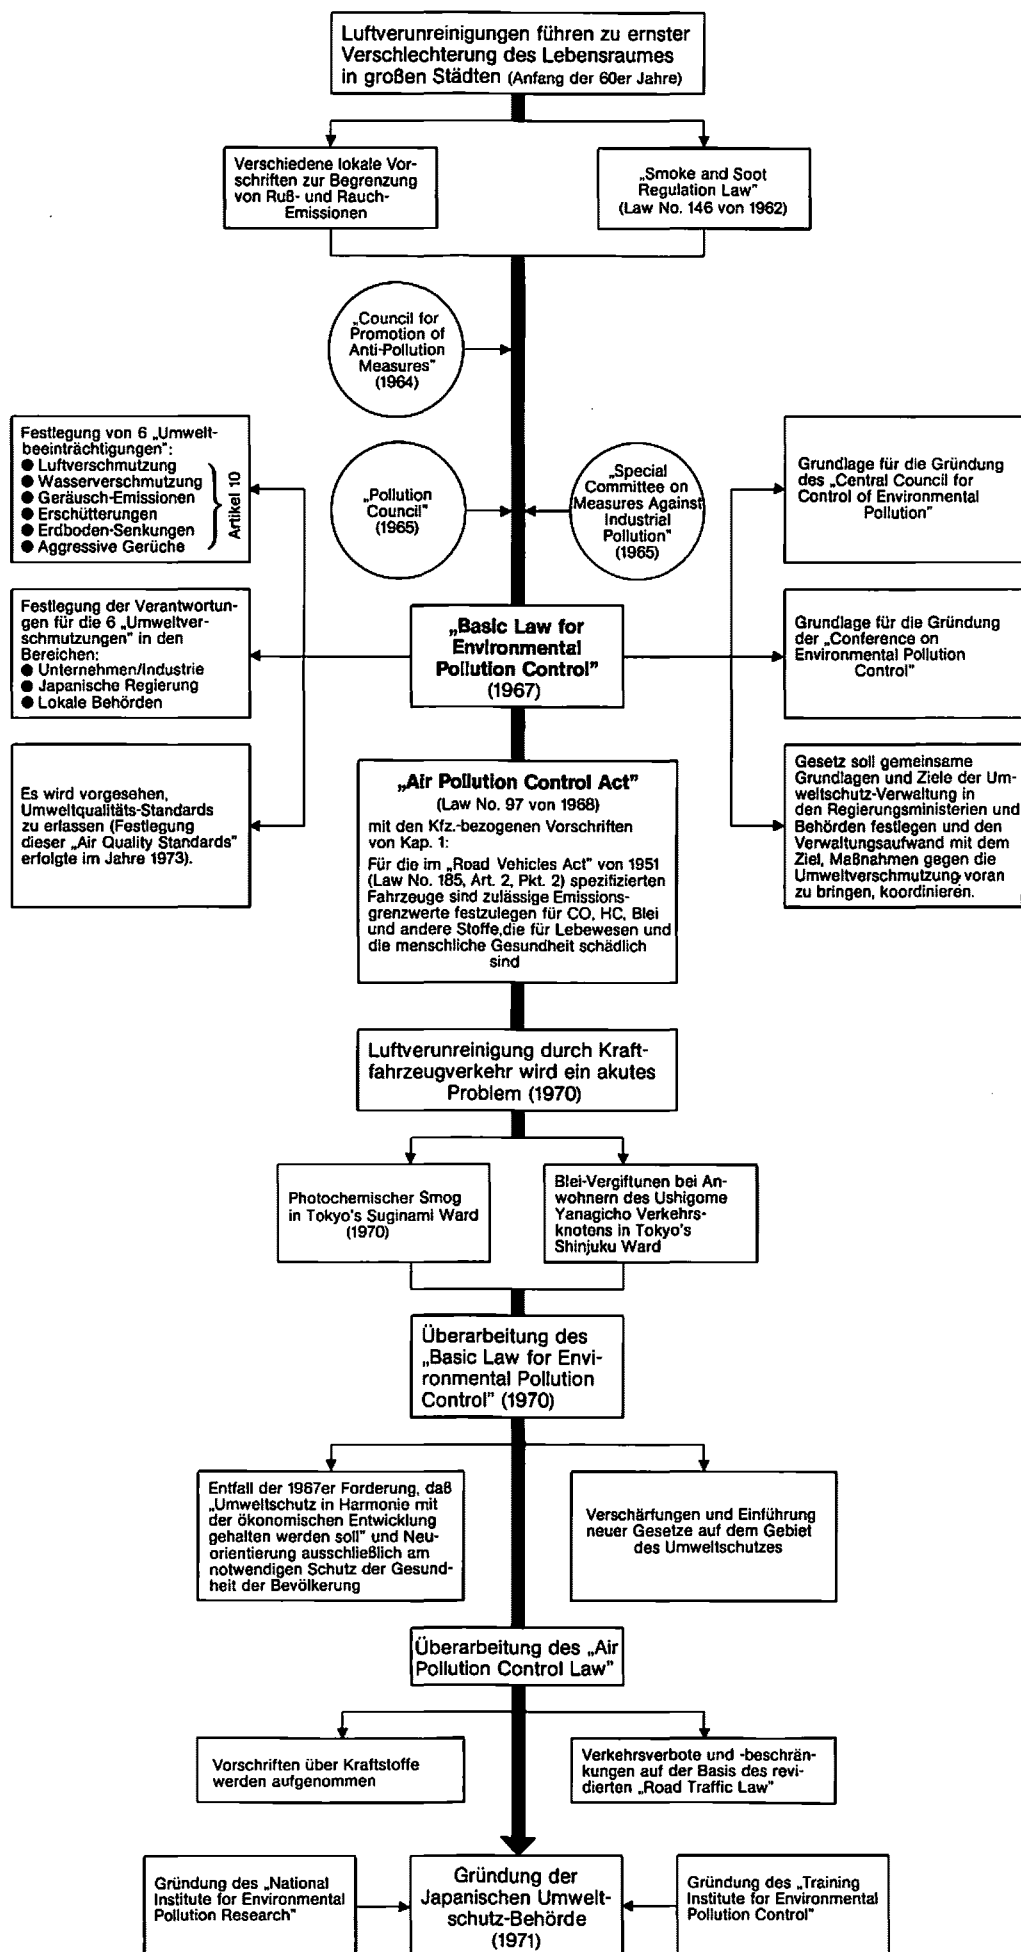 Luftverunreinigungen führen zu ernster
Verschlechterung des Lebensraumes
in großen Städten (Anfang der 60er Jahre)
Verschiedene lokale Vor-
schriften zur Begrenzung
von Ruß- und Rauch-
Emissionen
„Smoke and Soot
Regulation Law”
(Law No. 146 von 1962)
„Council for
Promotion of
Anti-Pollution
Measures”
(1964)
Festlegung von 6 „Umwelt-
beeinträchtigungen”:
● Luftverschmutzung
● Wasserverschmutzung
● Geräusch-Emissionen
● Erschütterungen
● Erdboden-Senkungen
● Aggressive Gerüche
Artikel 10
„Pollution
Council”
(1965)
„Special
Committee on
Measures Against
Industrial
Pollution”
(1965)
Grundlage für die Gründung
des „Central Council for
Control of Environmental
Pollution”
Festlegung der Verantwortun-
gen für die 6 „Umweltver-
schmutzungen” in den
Bereichen:
● Unternehmen/Industrie
● Japanische Regierung
● Lokale Behörden
„Basic Law for
Environmental
Pollution Control”
(1967)
Grundlage für die Gründung
der „Conference on
Environmental Pollution
Control”
Es wird vorgesehen,
Umweltqualitäts-Standards
zu erlassen (Festlegung
dieser „Air Quality Standards”
erfolgte im Jahre 1973).
„Air Pollution Control Act”
(Law No. 97 von 1968)
mit den Kfz.-bezogenen Vorschriften
von Kap. 1:
Für die im „Road Vehicles Act” von 1951
(Law No. 185, Art. 2, Pkt. 2) spezifizierten
Fahrzeuge sind zulässige Emissions-
grenzwerte festzulegen für CO, HC, Blei
und andere Stoffe,die für Lebewesen und
die menschliche Gesundheit schädlich
sind
Gesetz soll gemeinsame
Grundlagen und Ziele der Um-
weltschutz-Verwaltung in
den Regierungsministerien und
Behörden festlegen und den
Verwaltungsaufwand mit dem
Ziel, Maßnahmen gegen die
Umweltverschmutzung voran
zu bringen, koordinieren.
Luftverunreinigung durch Kraft-
fahrzeugverkehr wird ein akutes
Problem (1970)
Photochemischer Smog
in Tokyo's Suginami Ward
(1970)
Blei-Vergiftunen bei An-
wohnern des Ushigome
Yanagicho Verkehrs-
knotens in Tokyo's
Shinjuku Ward
Überarbeitung des
„Basic Law for Envi-
ronmental Pollution
Control” (1970)
Entfall der 1967er Forderung, daß
„Umweltschutz in Harmonie mit
der ökonomischen Entwicklung
gehalten werden soll” und Neu-
orientierung ausschließlich am
notwendigen Schutz der Gesund-
heit der Bevölkerung
Verschärfungen und Einführung
neuer Gesetze auf dem Gebiet
des Umweltschutzes
Überarbeitung des „Air
Pollution Control Law”
Vorschriften über Kraftstoffe
werden aufgenommen
Verkehrsverbote und -beschrän-
kungen auf der Basis des revi-
dierten „Road Traffic Law”
Gründung des „National
Institute for Environmental
Pollution Research”
Gründung der
Japanischen Umwelt-
schutz-Behörde
(1971)
Gründung des „Training
Institute for Environmental
Pollution Control”